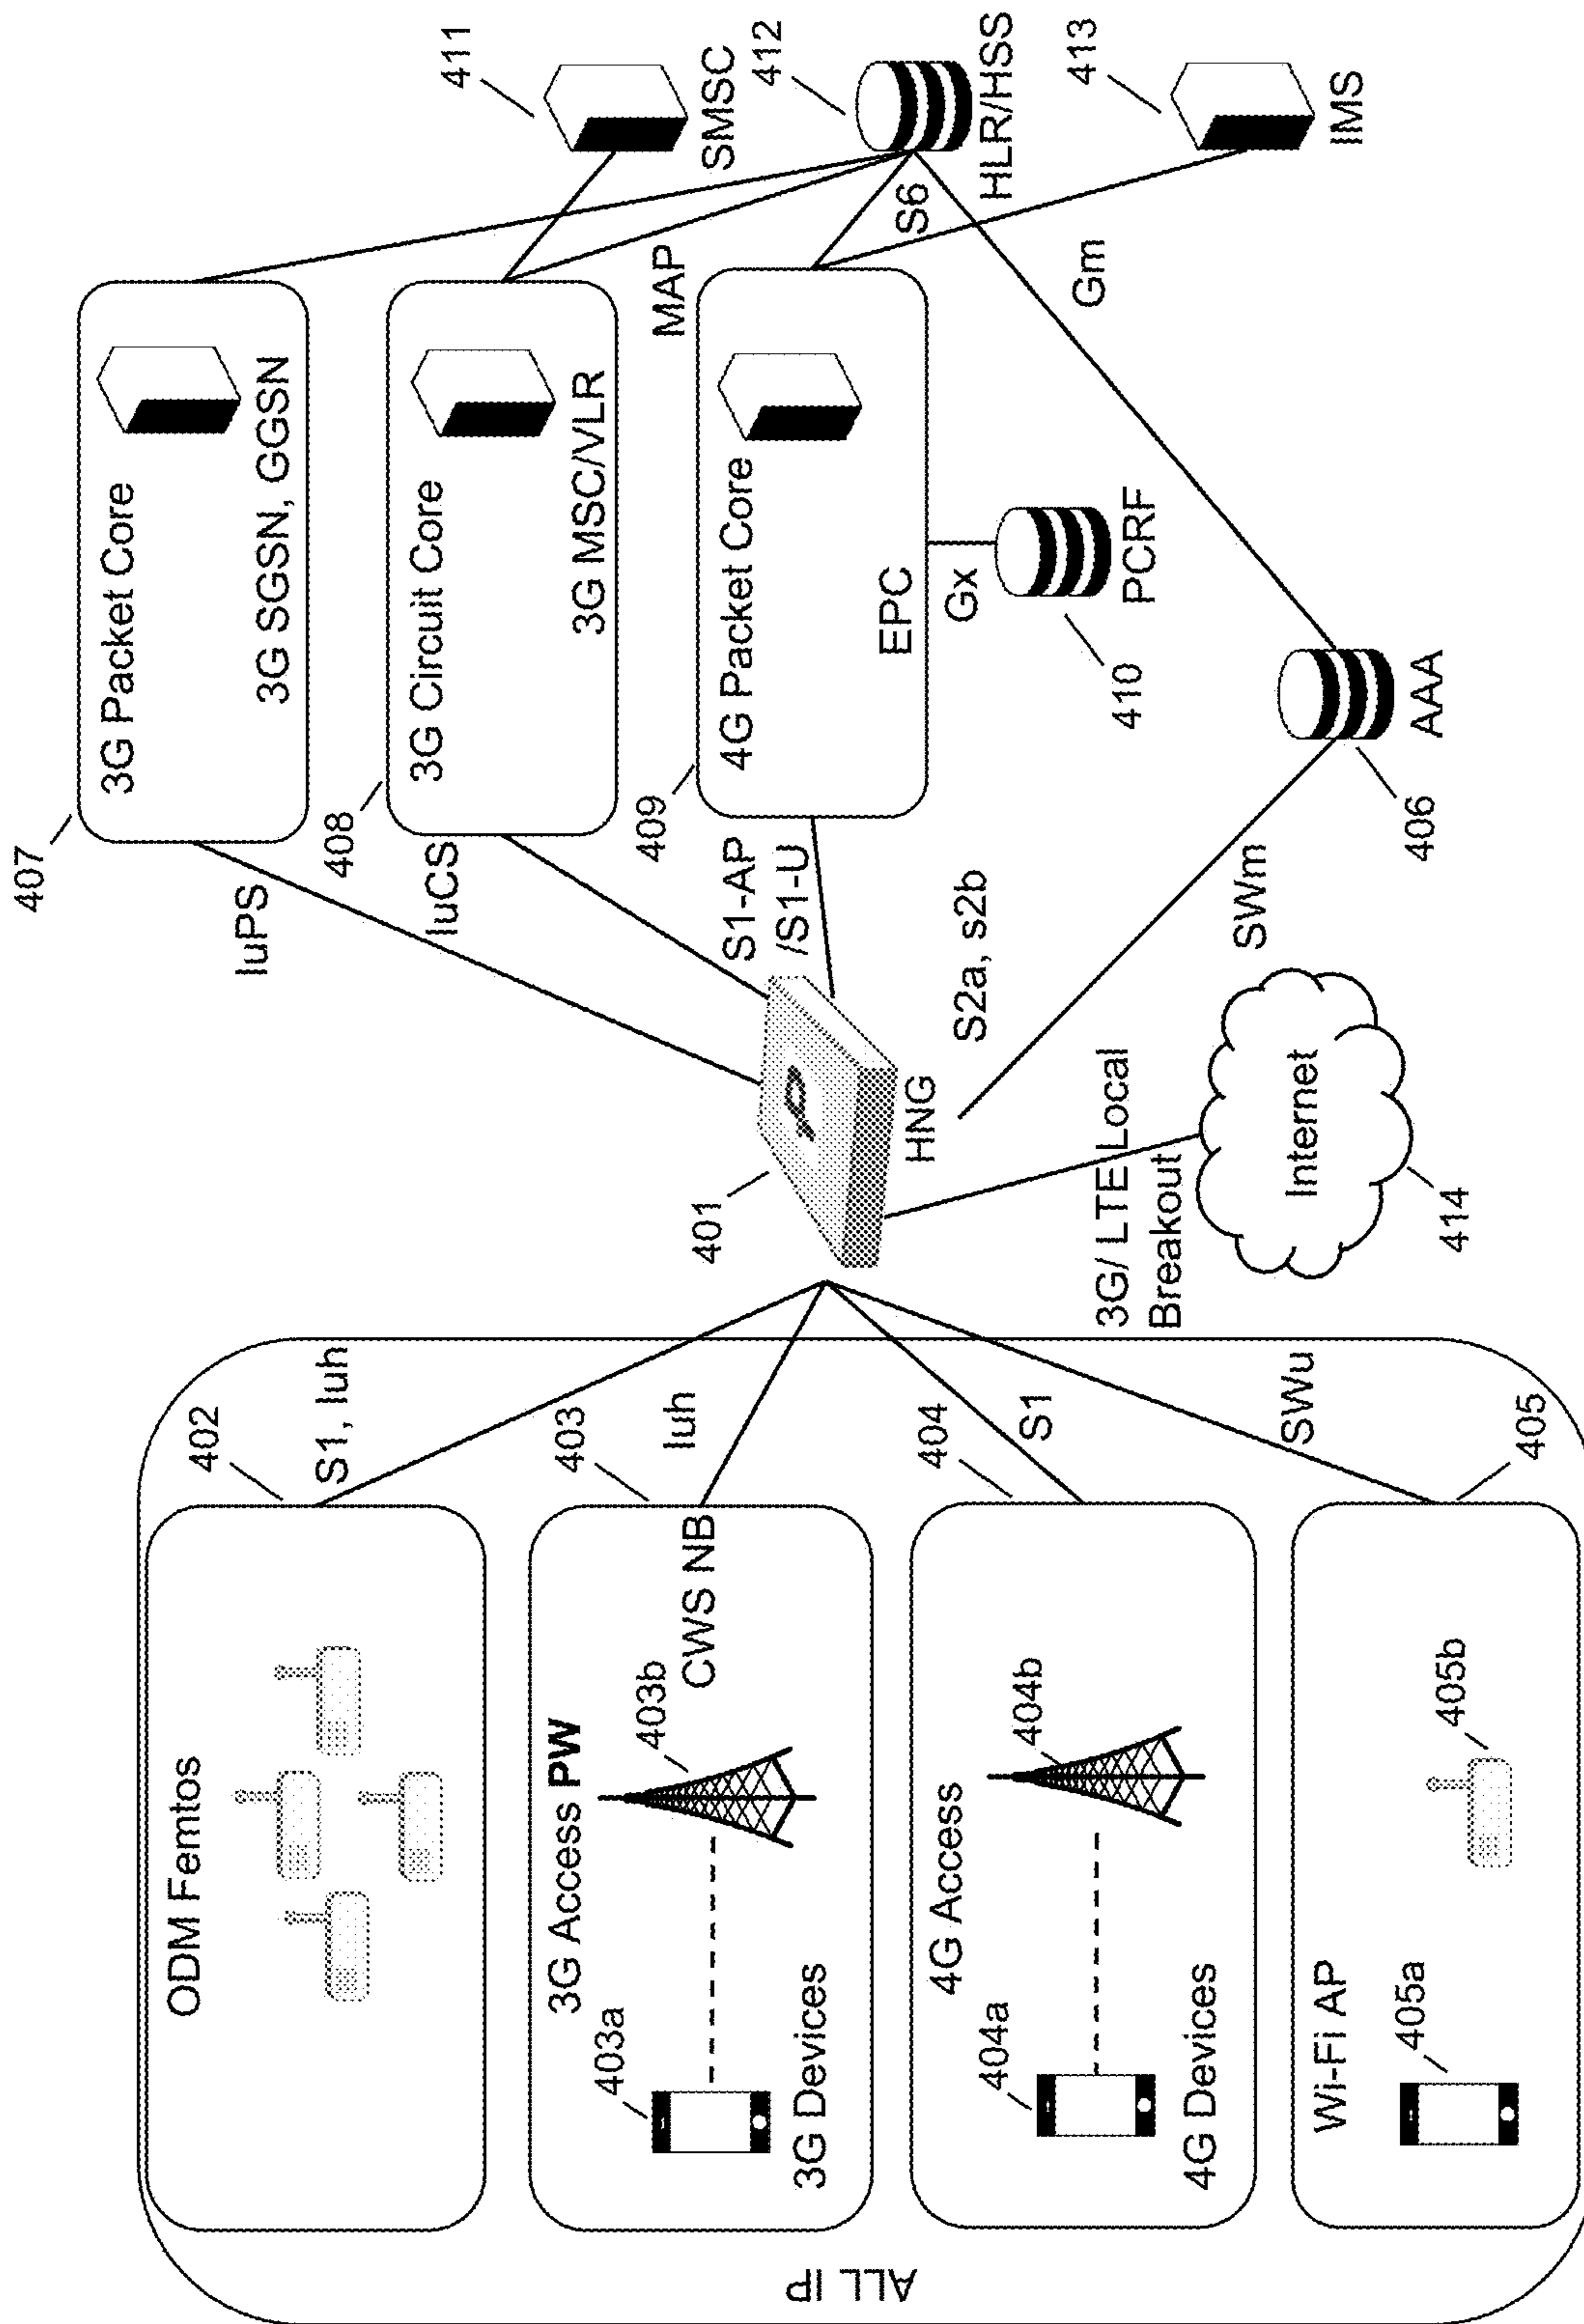 ALL IP
ODM Femtos
402
S1, Iuh
3G Access PW
403a
403b
CWS NB
3G Devices
403
Iuh
4G Access
404a
404b
4G Devices
404
S1
Wi-Fi AP
405a
405b
405
SWu
401
HNG
3G/ LTE Local
Breakout
Internet
414
IuPS
IuCS
S1-AP
/S1-U
S2a, s2b
SWm
407
3G Packet Core
3G SGSN, GGSN
408
3G Circuit Core
3G MSC/VLR
409
4G Packet Core
EPC
Gx
410
PCRF
406
AAA
MAP
S6
Gm
411
SMSC
412
HLR/HSS
413
IMS